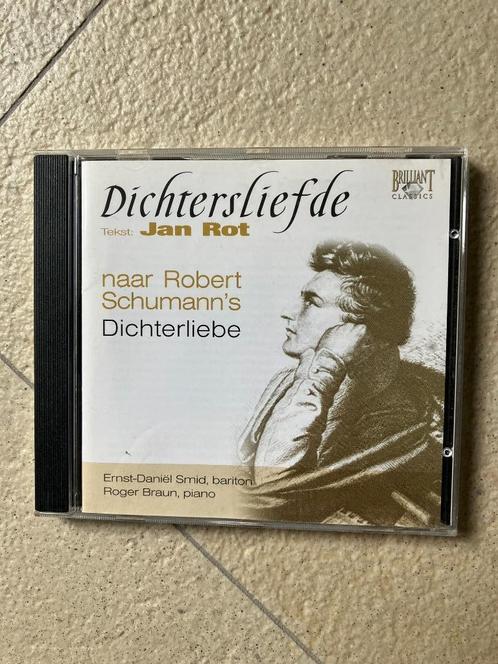 Dichtersliefde
BRILLIANT
CLASSICS
Tekst: Jan Rot
naar Robert
Schumann's
Dichterliebe
Ernst-Daniël Smid, bariton
Roger Braun, piano